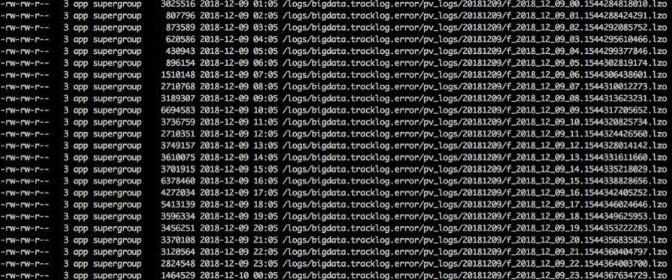 -rw-rw-r-- 3 app supergroup 3025516 2018-12-09 01:05 /logs/bigdata.tracklog.error/pv_logs/20181209/f_2018_12_09_00.1544284818010.lzo
-rw-rw-r-- 3 app supergroup 807796 2018-12-09 02:05 /logs/bigdata.tracklog.error/pv_logs/20181209/f_2018_12_09_01.1544288424291.lzo
-rw-rw-r-- 3 app supergroup 873589 2018-12-09 03:05 /logs/bigdata.tracklog.error/pv_logs/20181209/f_2018_12_09_02.1544292085752.lzo
-rw-rw-r-- 3 app supergroup 620586 2018-12-09 04:05 /logs/bigdata.tracklog.error/pv_logs/20181209/f_2018_12_09_03.1544295610466.lzo
-rw-rw-r-- 3 app supergroup 430943 2018-12-09 05:05 /logs/bigdata.tracklog.error/pv_logs/20181209/f_2018_12_09_04.1544299377846.lzo
-rw-rw-r-- 3 app supergroup 896154 2018-12-09 06:05 /logs/bigdata.tracklog.error/pv_logs/20181209/f_2018_12_09_05.1544302819174.lzo
-rw-rw-r-- 3 app supergroup 1510148 2018-12-09 07:05 /logs/bigdata.tracklog.error/pv_logs/20181209/f_2018_12_09_06.1544306438601.lzo
-rw-rw-r-- 3 app supergroup 2710768 2018-12-09 08:05 /logs/bigdata.tracklog.error/pv_logs/20181209/f_2018_12_09_07.1544310012273.lzo
-rw-rw-r-- 3 app supergroup 3189307 2018-12-09 09:05 /logs/bigdata.tracklog.error/pv_logs/20181209/f_2018_12_09_08.1544313623231.lzo
-rw-rw-r-- 3 app supergroup 6694583 2018-12-09 10:05 /logs/bigdata.tracklog.error/pv_logs/20181209/f_2018_12_09_09.1544317205652.lzo
-rw-rw-r-- 3 app supergroup 3736759 2018-12-09 11:05 /logs/bigdata.tracklog.error/pv_logs/20181209/f_2018_12_09_10.1544320825734.lzo
-rw-rw-r-- 3 app supergroup 2710351 2018-12-09 12:05 /logs/bigdata.tracklog.error/pv_logs/20181209/f_2018_12_09_11.1544324426560.lzo
-rw-rw-r-- 3 app supergroup 3749157 2018-12-09 13:05 /logs/bigdata.tracklog.error/pv_logs/20181209/f_2018_12_09_12.1544328014142.lzo
-rw-rw-r-- 3 app supergroup 3610075 2018-12-09 14:05 /logs/bigdata.tracklog.error/pv_logs/20181209/f_2018_12_09_13.1544331611660.lzo
-rw-rw-r-- 3 app supergroup 3701915 2018-12-09 15:05 /logs/bigdata.tracklog.error/pv_logs/20181209/f_2018_12_09_14.1544335218029.lzo
-rw-rw-r-- 3 app supergroup 6378460 2018-12-09 16:05 /logs/bigdata.tracklog.error/pv_logs/20181209/f_2018_12_09_15.1544338828656.lzo
-rw-rw-r-- 3 app supergroup 4272034 2018-12-09 17:05 /logs/bigdata.tracklog.error/pv_logs/20181209/f_2018_12_09_16.1544342405252.lzo
-rw-rw-r-- 3 app supergroup 5413139 2018-12-09 18:05 /logs/bigdata.tracklog.error/pv_logs/20181209/f_2018_12_09_17.1544346024646.lzo
-rw-rw-r-- 3 app supergroup 3596334 2018-12-09 19:05 /logs/bigdata.tracklog.error/pv_logs/20181209/f_2018_12_09_18.1544349625953.lzo
-rw-rw-r-- 3 app supergroup 3456251 2018-12-09 20:05 /logs/bigdata.tracklog.error/pv_logs/20181209/f_2018_12_09_19.1544353222285.lzo
-rw-rw-r-- 3 app supergroup 3370108 2018-12-09 21:05 /logs/bigdata.tracklog.error/pv_logs/20181209/f_2018_12_09_20.1544356835829.lzo
-rw-rw-r-- 3 app supergroup 3120564 2018-12-09 22:05 /logs/bigdata.tracklog.error/pv_logs/20181209/f_2018_12_09_21.1544360404797.lzo
-rw-rw-r-- 3 app supergroup 2824548 2018-12-09 23:05 /logs/bigdata.tracklog.error/pv_logs/20181209/f_2018_12_09_22.1544364003700.lzo
-rw-rw-r-- 3 app supergroup 1464529 2018-12-10 00:05 /logs/bigdata.tracklog.error/pv_logs/20181209/f_2018_12_09_23.1544367634729.lzo